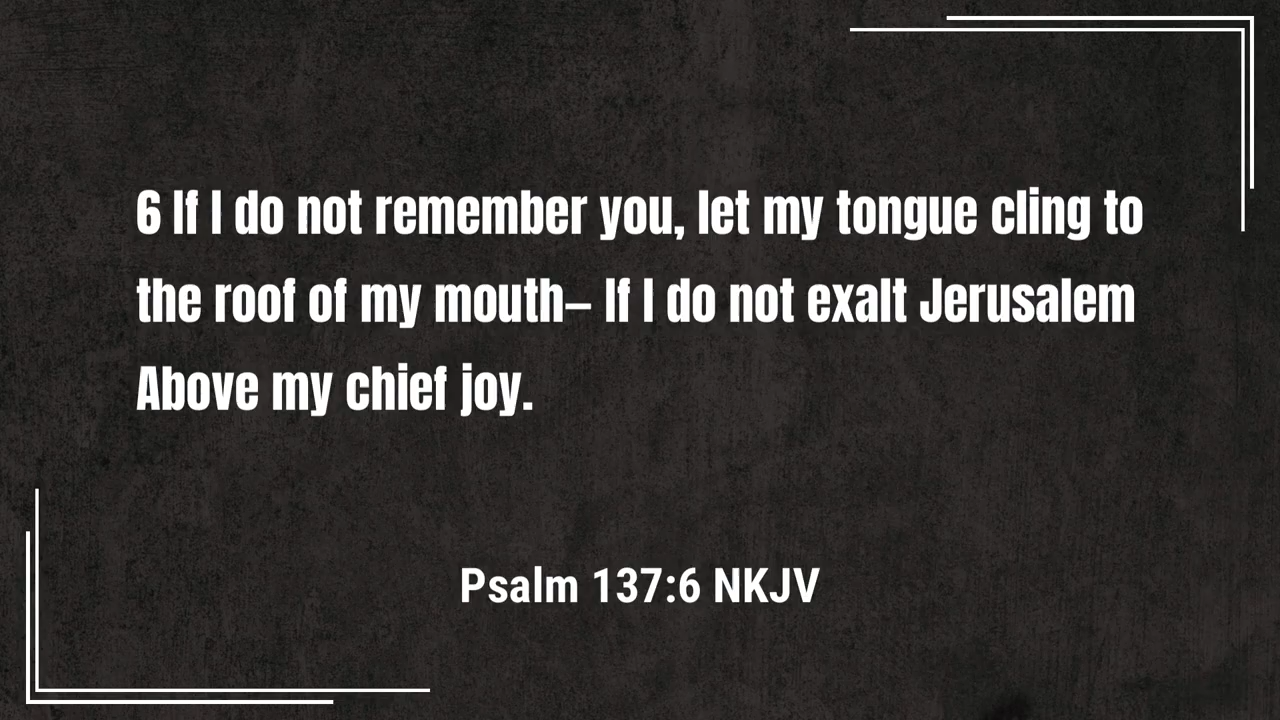 6 If I do not remember you, let my tongue cling to
the roof of my mouth– If I do not exalt Jerusalem
Above my chief joy.
Psalm 137:6 NKJV